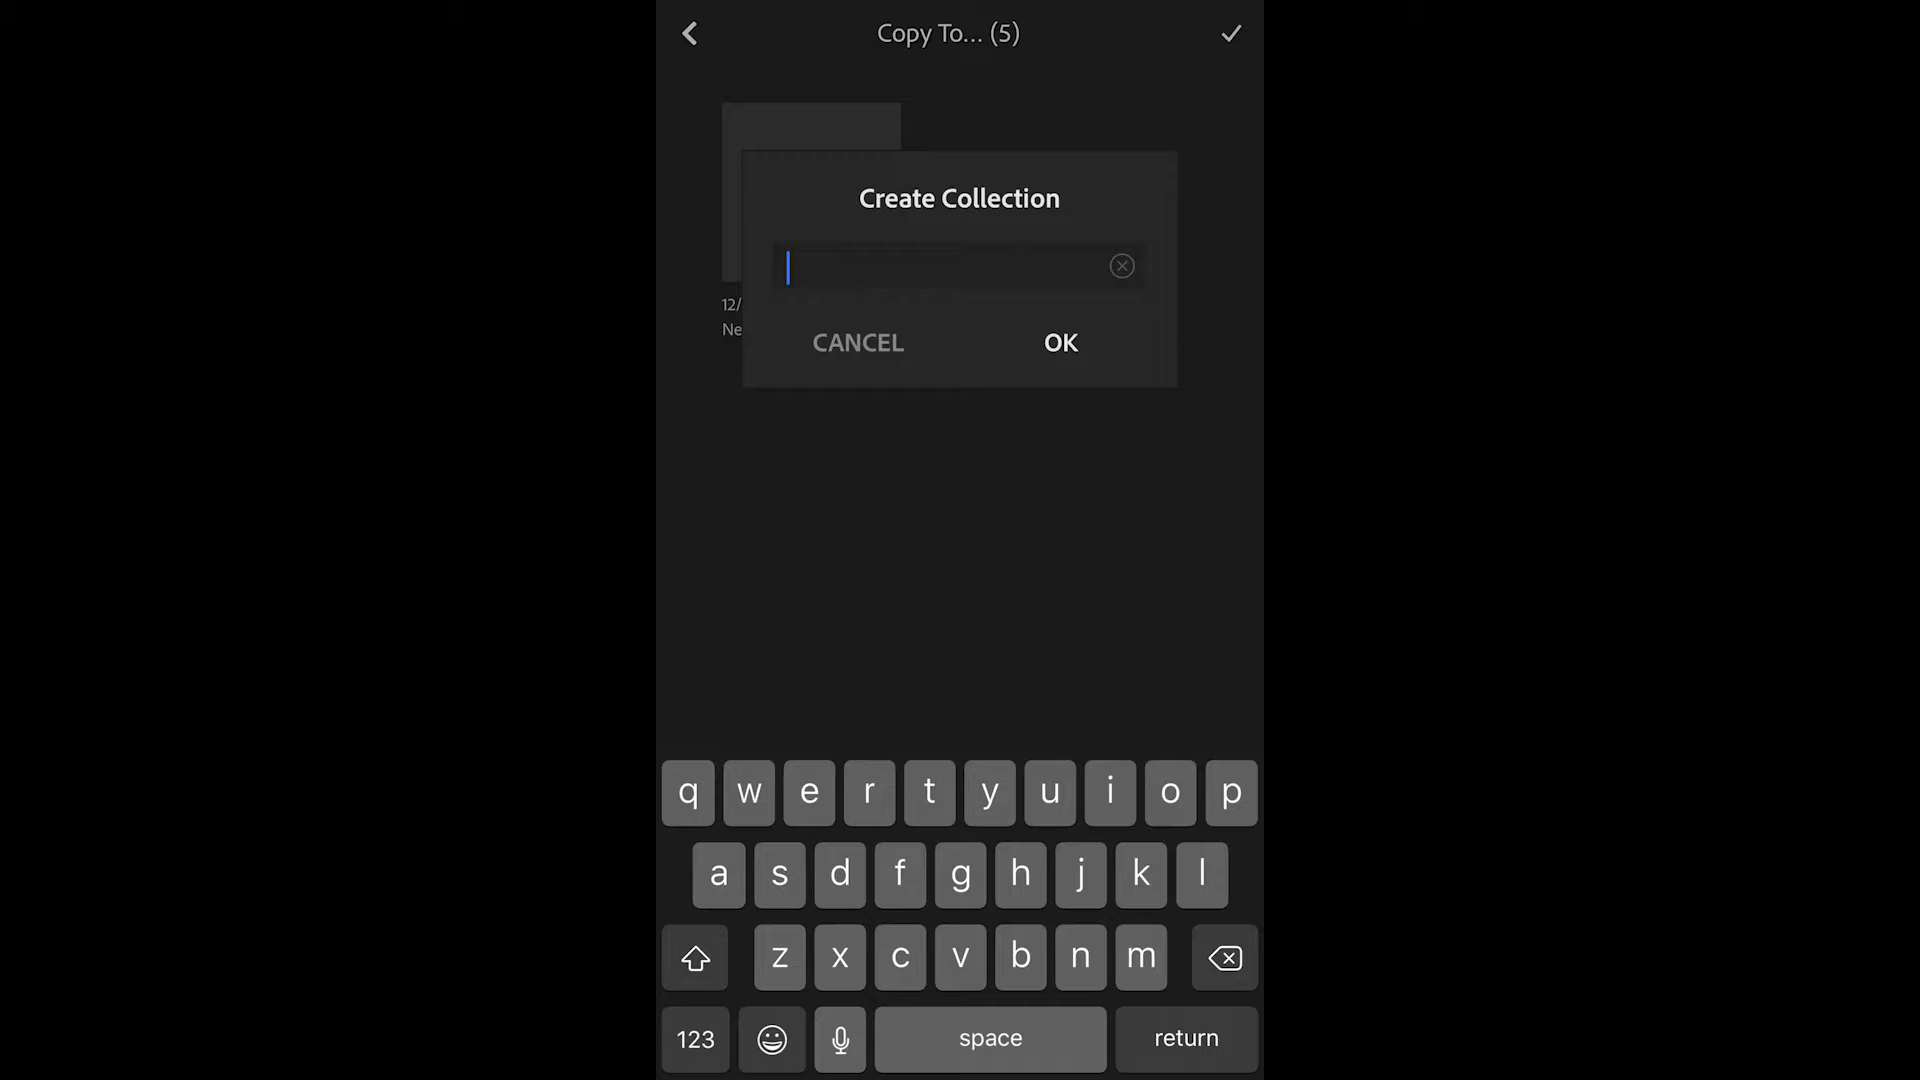 Copy To... (5)
Create Collection
12/
Ne
CANCEL OK
q w e r t y u i o p
a s d f g h j k l
z x c v b n m
123 space return